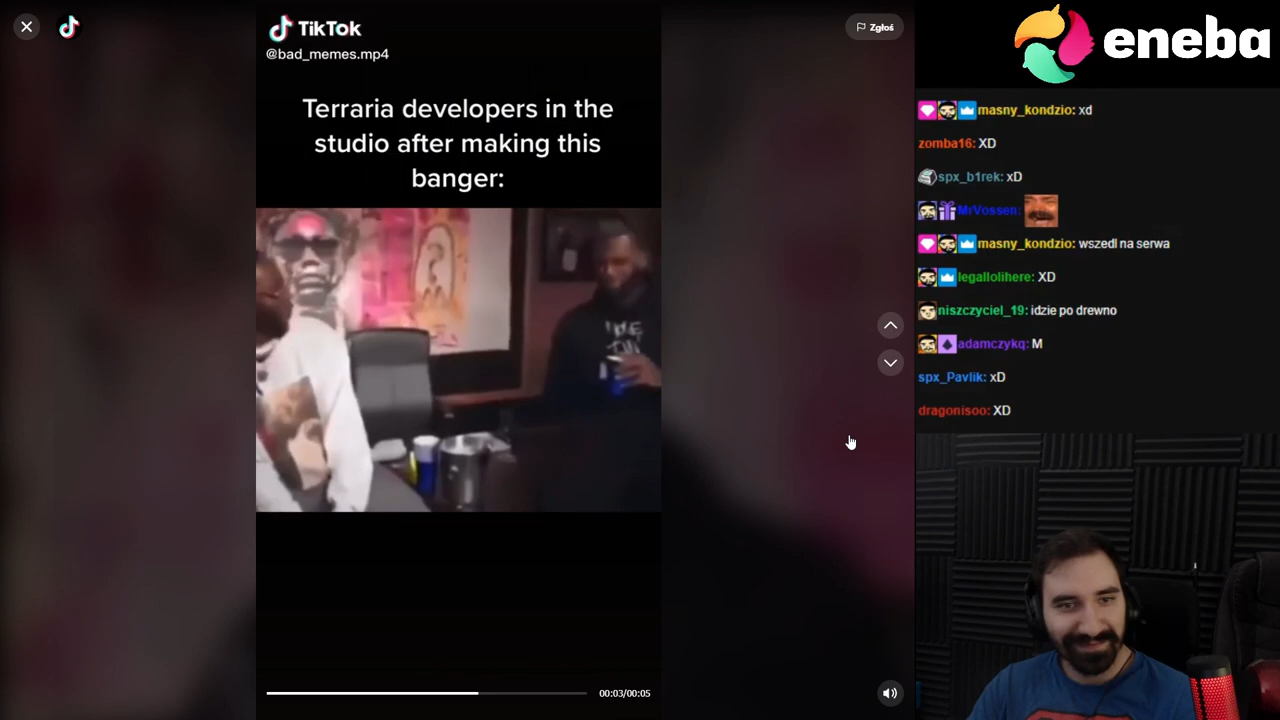 TikTok
@bad_memes.mp4
Zgłoś
Terraria developers in the
studio after making this
banger:
00:03/00:05
eneba
masny_kondzio: xd
zomba16: XD
spx_b1rek: xD
MrVossen:
masny_kondzio: wszedl na serwa
legallolihere: XD
niszczyciel_19: idzie po drewno
adamczykq: M
spx_Pavlik: xD
dragonisoo: XD